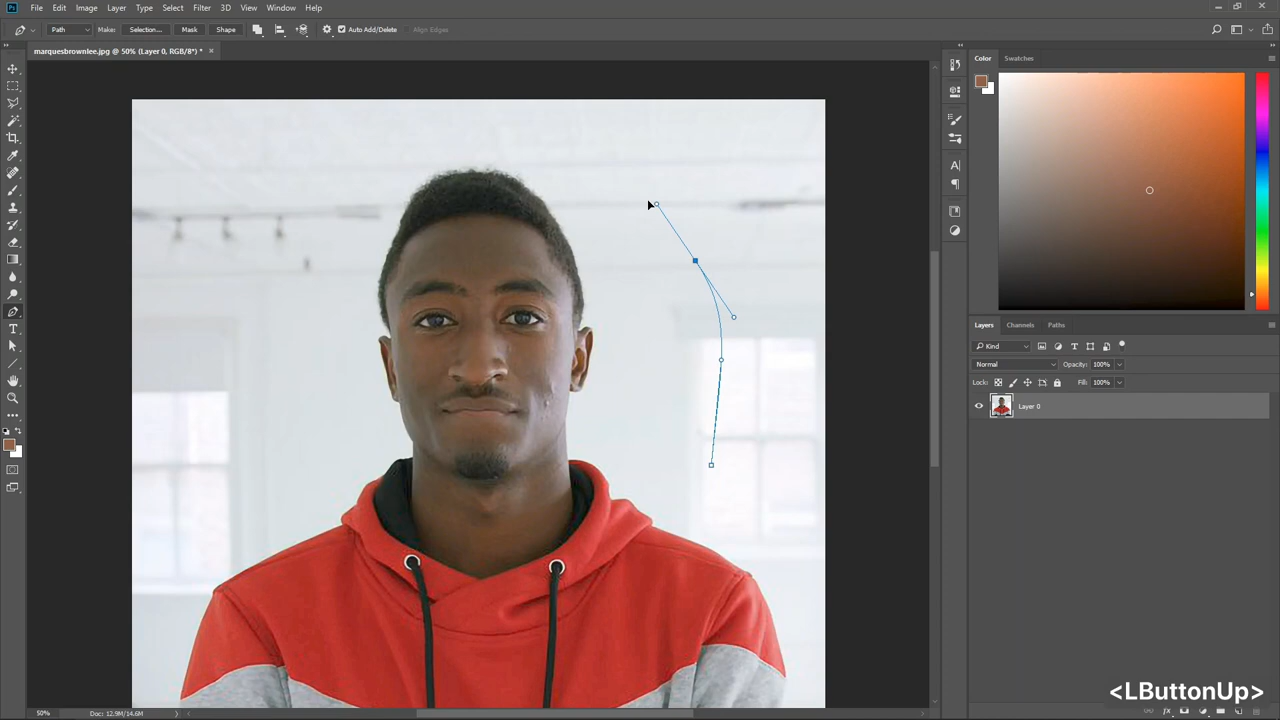 Ps File Edit Image Layer Type Select Filter 3D View Window Help
Path Makes: Selection... Mask Shape Auto Add/Delete Align Edges
marquesbrownlee.jpg @ 50% (Layer 0, RGB/8*) * ×
Color Swatches
Layers Channels Paths
Kind
Normal Opacity: 100%
Lock: Fill: 100%
Layer 0
50% Doc: 12.9M/14.6M
<LButtonUp>